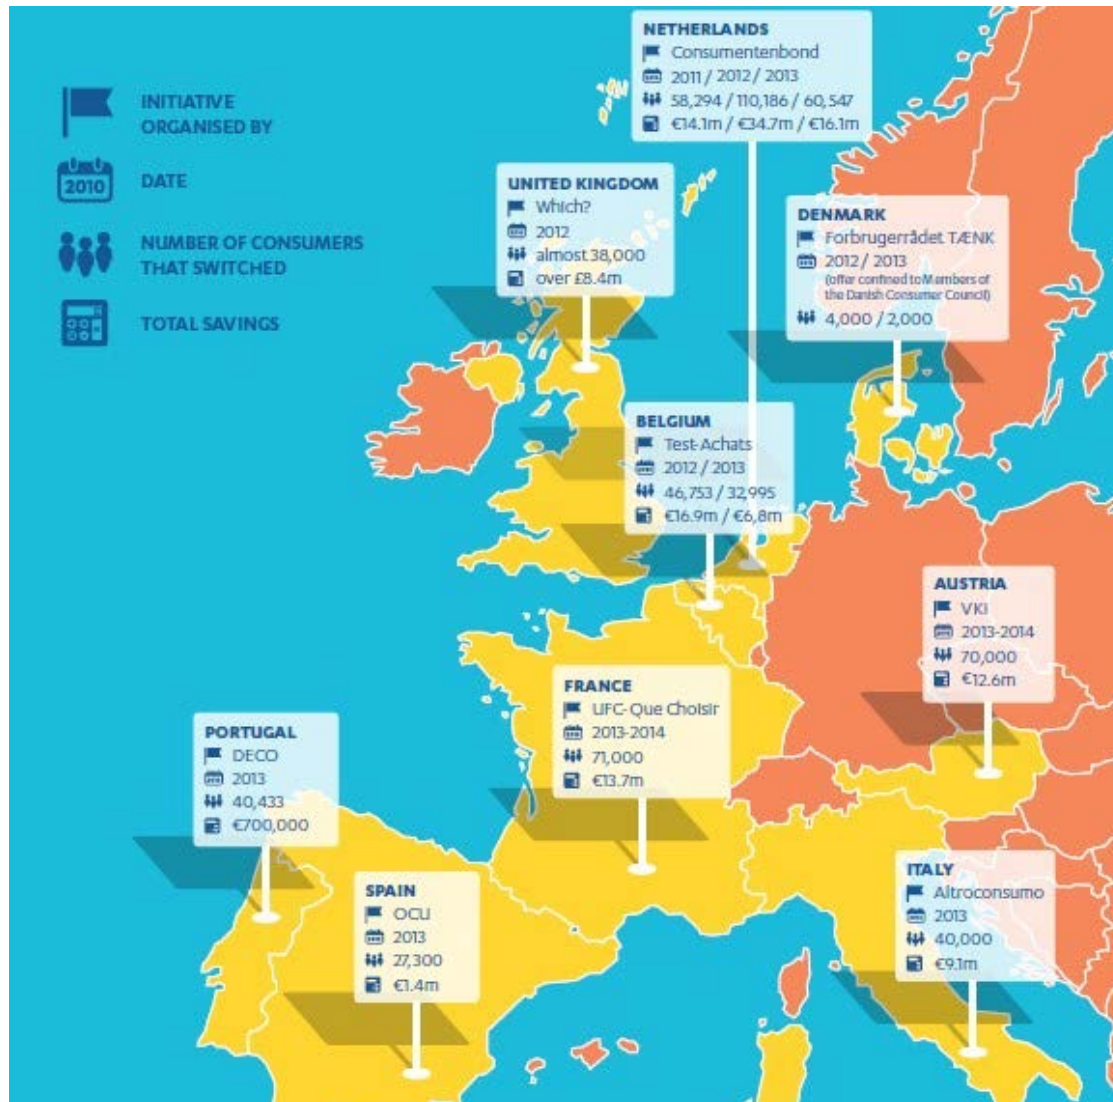 INITIATIVE
ORGANISED BY
2010
DATE
NUMBER OF CONSUMERS
THAT SWITCHED
TOTAL SAVINGS
NETHERLANDS
Consumentenbond
2011 / 2012 / 2013
58,294 / 110,186 / 60,547
€14.1m / €34.7m / €16.1m
UNITED KINGDOM
Which?
2012
almost 38,000
over £8.4m
DENMARK
Forbrugerrådet TÆNK
2012 / 2013
(offer confined to Members of
the Danish Consumer Council)
4,000 / 2,000
BELGIUM
Test-Achats
2012 / 2013
46,753 / 32,995
€16.9m / €6,8m
AUSTRIA
VKI
2013-2014
70,000
€12.6m
FRANCE
UFC-Que Choisir
2013-2014
71,000
€13.7m
PORTUGAL
DECO
2013
40,433
€700,000
SPAIN
OCU
2013
27,300
€1.4m
ITALY
Altroconsumo
2013
40,000
€9.1m